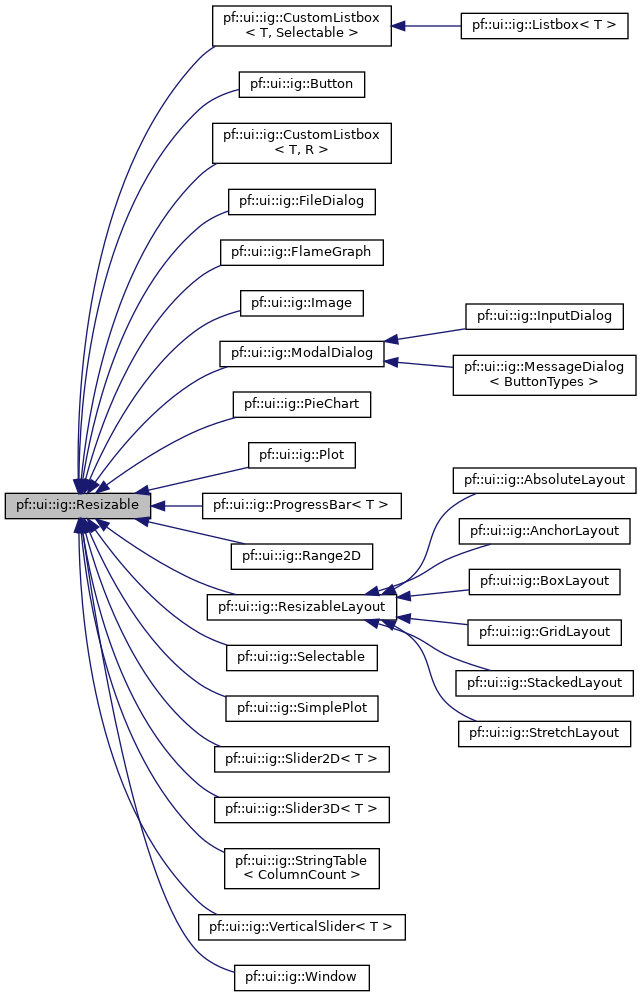 pf::ui::ig::CustomListbox
< T, Selectable >
pf::ui::ig::Listbox< T >
pf::ui::ig::Button
pf::ui::ig::CustomListbox
< T, R >
pf::ui::ig::FileDialog
pf::ui::ig::FlameGraph
pf::ui::ig::Image
pf::ui::ig::InputDialog
pf::ui::ig::ModalDialog
pf::ui::ig::MessageDialog
< ButtonTypes >
pf::ui::ig::PieChart
pf::ui::ig::Plot
pf::ui::ig::AbsoluteLayout
pf::ui::ig::Resizable
pf::ui::ig::ProgressBar< T >
pf::ui::ig::AnchorLayout
pf::ui::ig::Range2D
pf::ui::ig::BoxLayout
pf::ui::ig::ResizableLayout
pf::ui::ig::GridLayout
pf::ui::ig::Selectable
pf::ui::ig::StackedLayout
pf::ui::ig::SimplePlot
pf::ui::ig::StretchLayout
pf::ui::ig::Slider2D< T >
pf::ui::ig::Slider3D< T >
pf::ui::ig::StringTable
< ColumnCount >
pf::ui::ig::VerticalSlider< T >
pf::ui::ig::Window